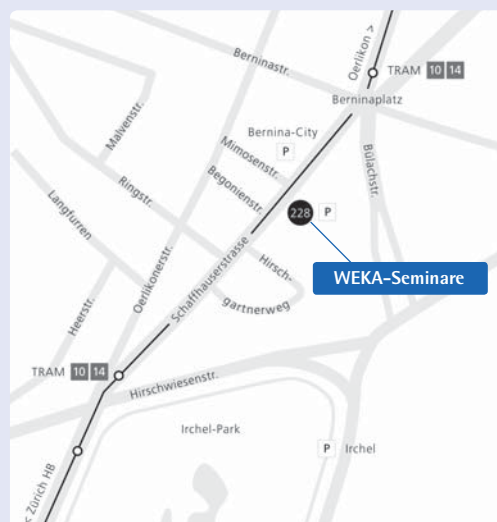 Oerlikon >
TRAM 10 14
Berninastr.
Berninaplatz
Malvenstr.
Bernina-City
P
Mimosenstr.
Bülachstr.
Begonienstr.
Ringstr.
Langfurren
228 P
Oerlikonerstr.
Schaffhauserstrasse
Hirsch-
gartnerweg
WEKA-Seminare
Heerstr.
TRAM 10 14
Hirschwiesenstr.
Irchel-Park
P Irchel
< Zürich HB